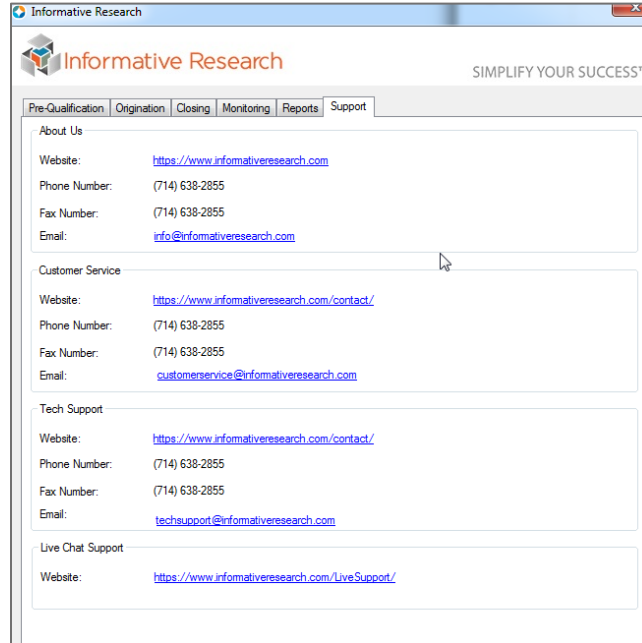 Informative Research
Informative Research
SIMPLIFY YOUR SUCCESS
Pre-Qualification Origination Closing Monitoring Reports Support
About Us
Website: https://www.informativeresearch.com
Phone Number: (714) 638-2855
Fax Number: (714) 638-2855
Email: info@informativeresearch.com
Customer Service
Website: https://www.informativeresearch.com/contact/
Phone Number: (714) 638-2855
Fax Number: (714) 638-2855
Email: customerservice@informativeresearch.com
Tech Support
Website: https://www.informativeresearch.com/contact/
Phone Number: (714) 638-2855
Fax Number: (714) 638-2855
Email: techsupport@informativeresearch.com
Live Chat Support
Website: https://www.informativeresearch.com/LiveSupport/